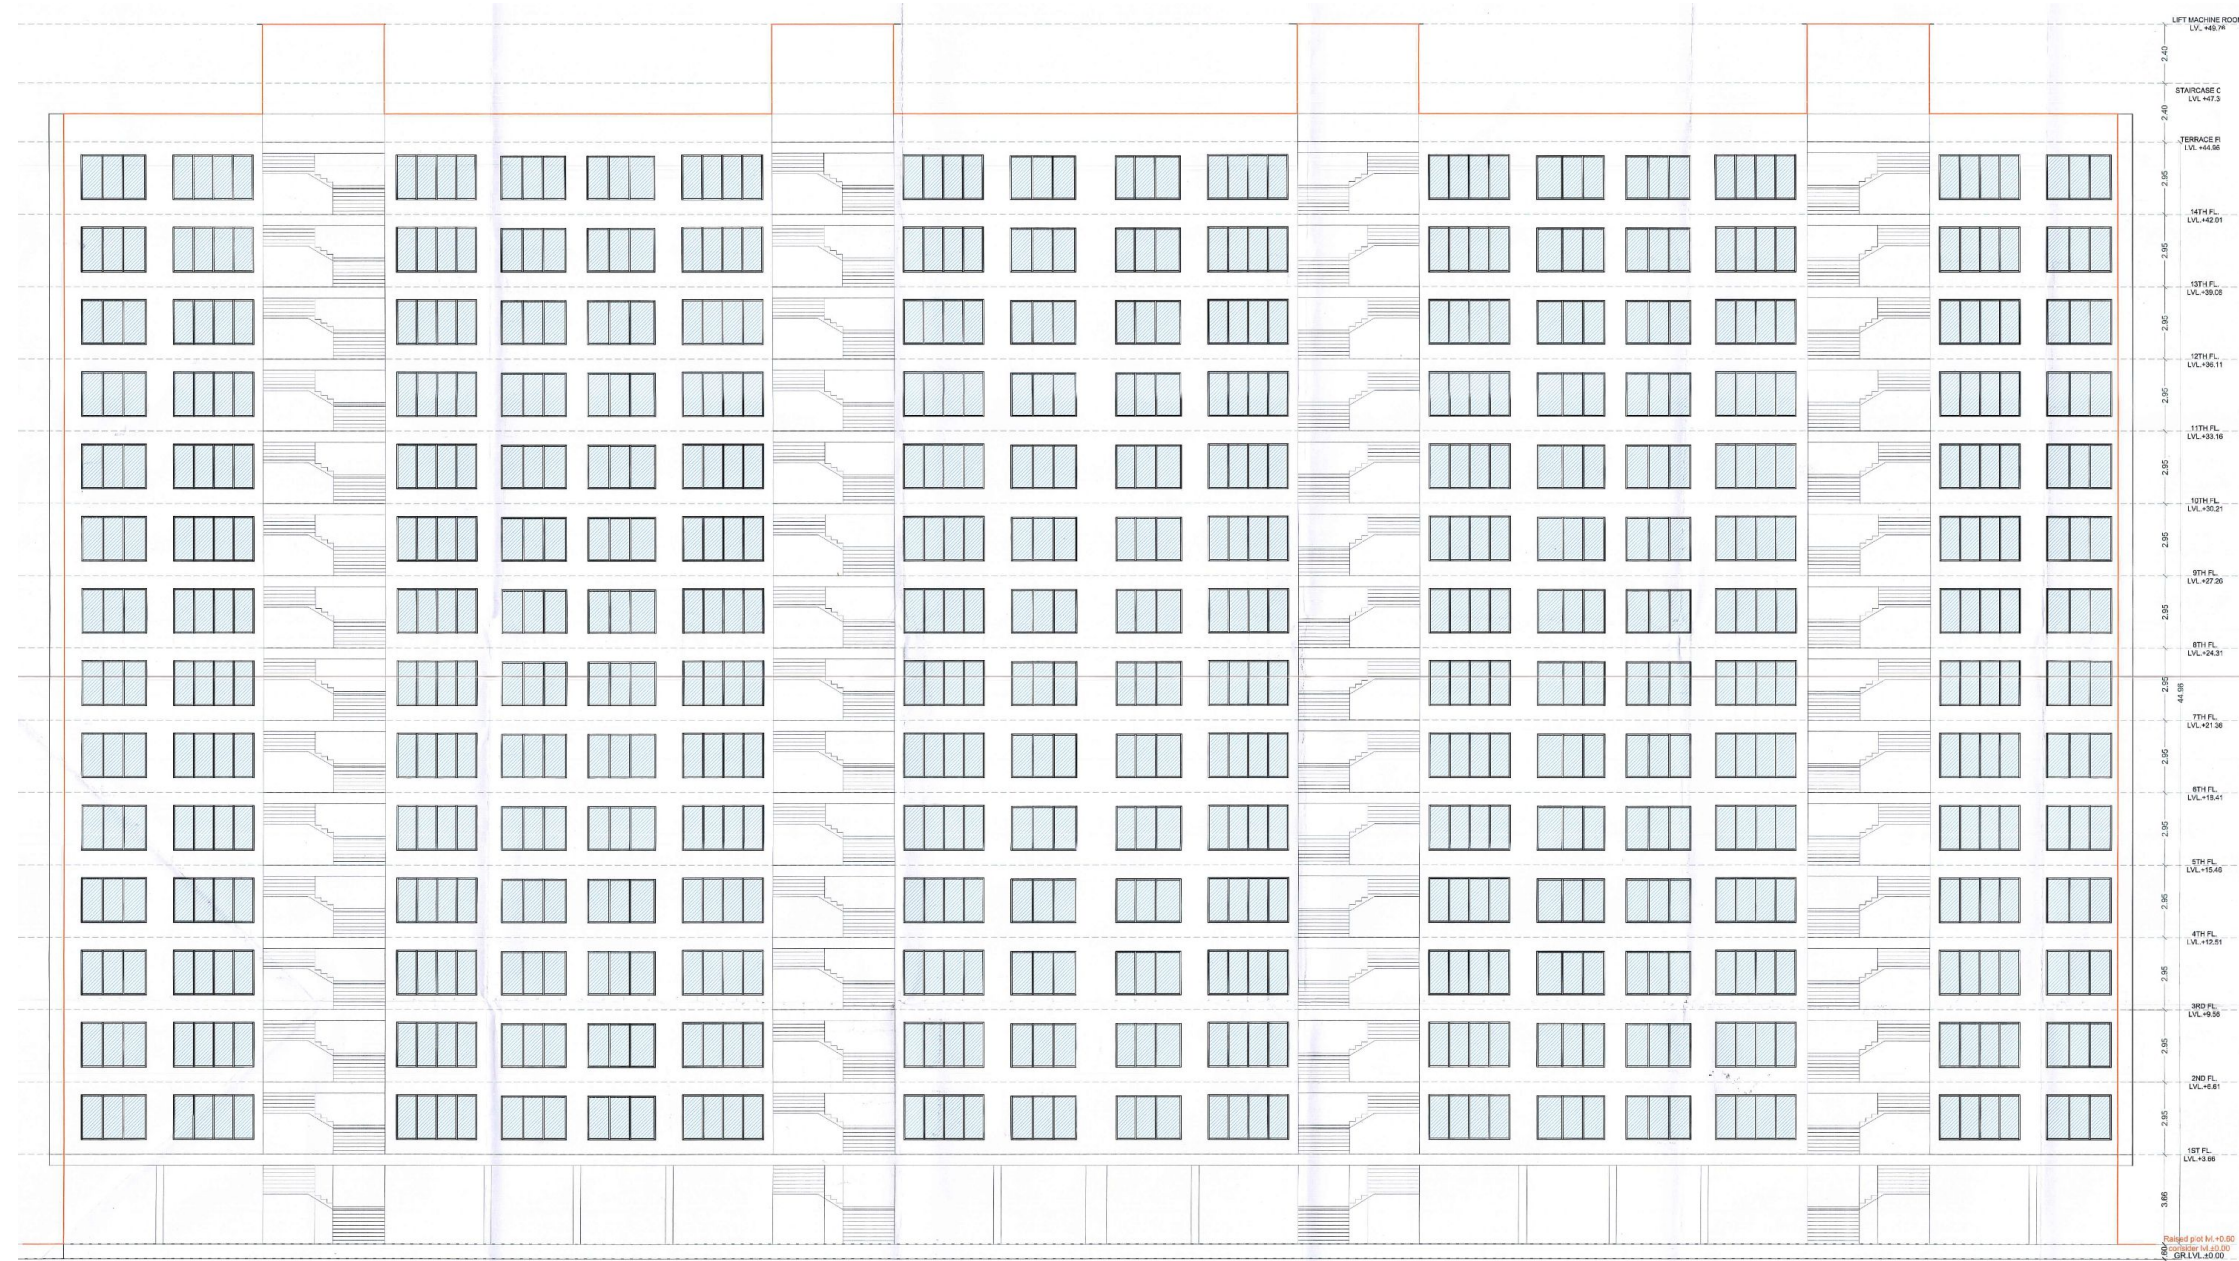 LIFT MACHINE ROO
LVL +49.76
2.40
STAIRCASE C
LVL +47.3
2.40
TERRACE Fl
LVL +44.96
2.95
14TH FL.
LVL.+42.01
2.95
13TH FL.
LVL.+39.06
2.95
12TH FL.
LVL.+36.11
2.95
11TH FL.
LVL.+33.16
2.95
10TH FL.
LVL.+30.21
2.95
9TH FL.
LVL.+27.26
2.95
8TH FL.
LVL.+24.31
2.95
44.96
7TH FL.
LVL.+21.36
2.95
6TH FL.
LVL.+18.41
2.95
5TH FL.
LVL.+15.46
2.95
4TH FL.
LVL.+12.51
2.95
3RD FL.
LVL.+9.56
2.95
2ND FL.
LVL.+6.61
2.95
1ST FL.
LVL.+3.66
3.66
Raised plot lvl.+0.60
consider lvl.±0.00
.60
GR.LVL.±0.00